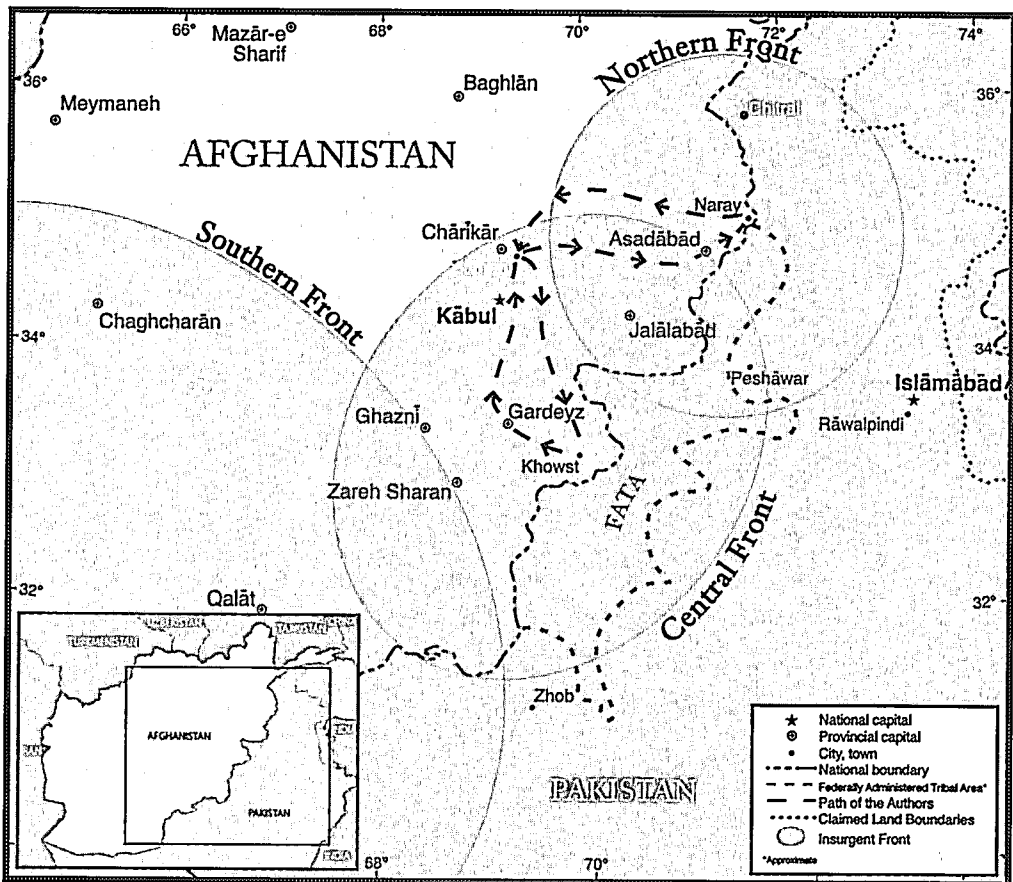 66°
68°
70°
72°
74°
Mazār-e
Sharif
36°
36°
Meymaneh
Baghlān
Northern Front
Chitral
AFGHANISTAN
Naray
Chārīkār
Asadābād
Southern Front
Chaghcharān
34°
Kābul
Jalālabād
34
Peshāwar
Islāmābād
Rāwalpindi
Ghaznī
Gardeyz
Khowst
Zareh Sharan
FATA
Central Front
32°
32°
Qalāt
Zhob
PAKISTAN
68°
70°
TURKMENISTAN
AFGHANISTAN
PAKISTAN
National capital
Provincial capital
City, town
National boundary
Federally Administered Tribal Area*
Path of the Authors
Claimed Land Boundaries
Insurgent Front
*Approximate